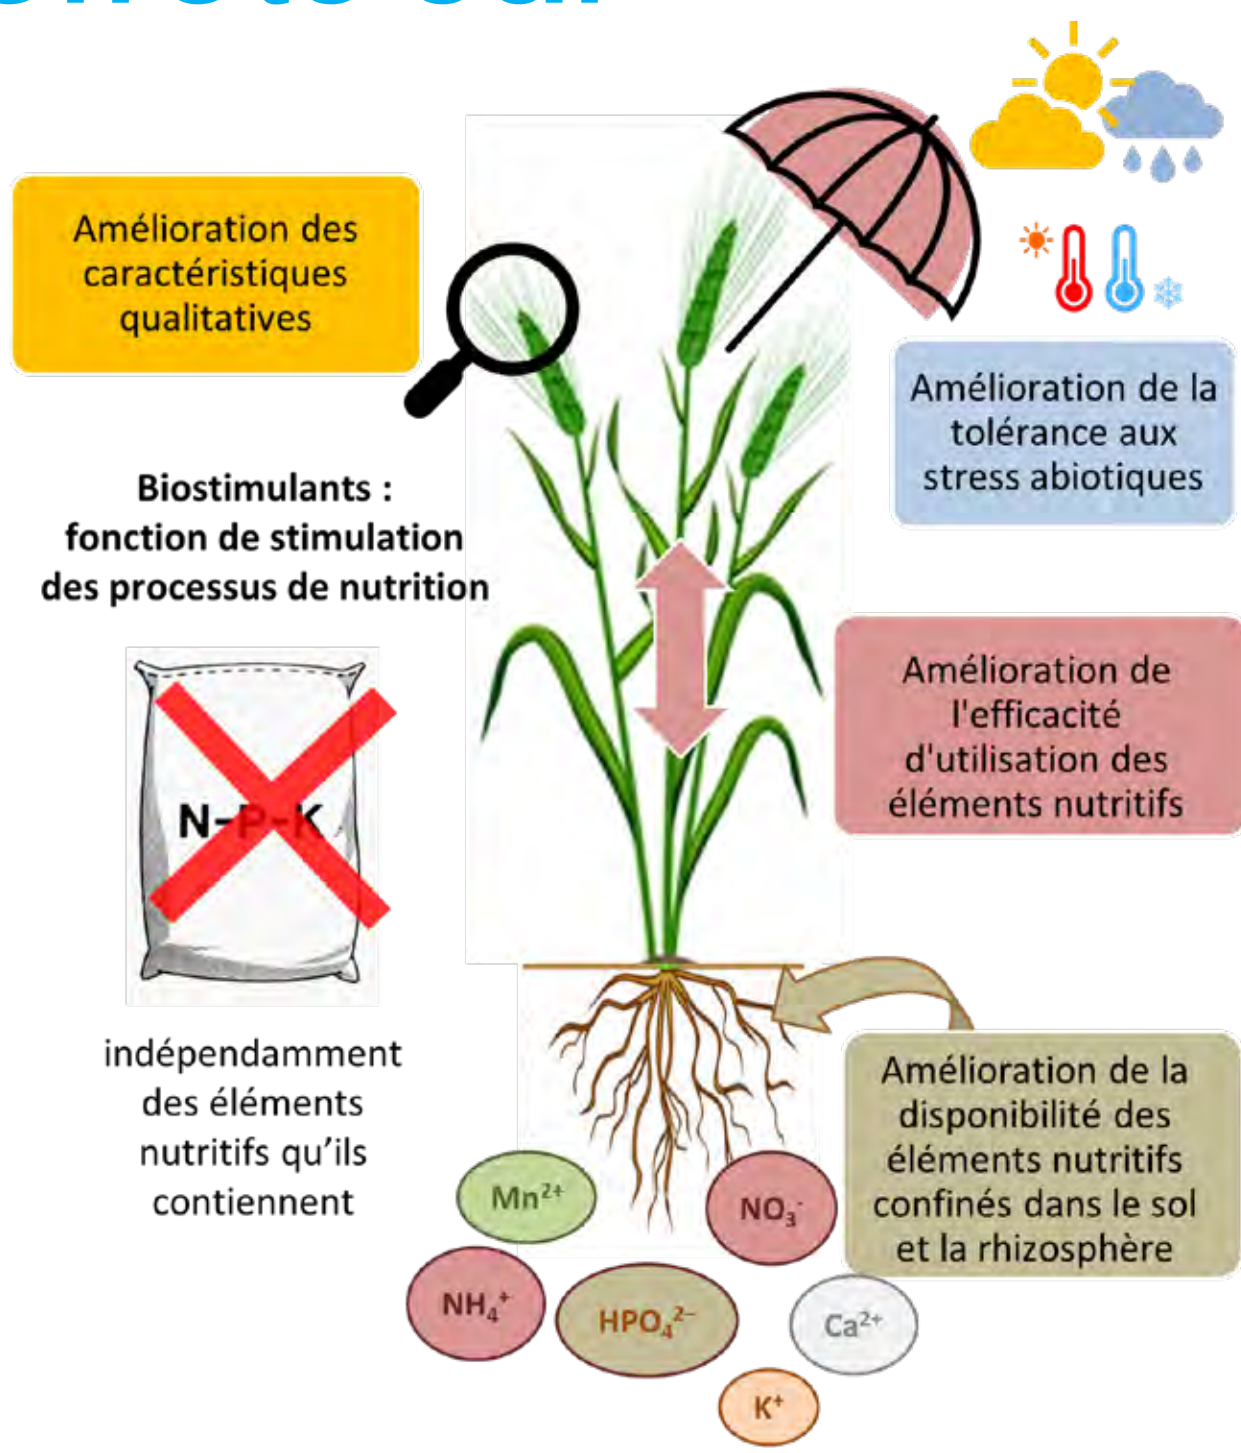 Amélioration des
caractéristiques
qualitatives
Amélioration de la
tolérance aux
stress abiotiques
Biostimulants :
fonction de stimulation
des processus de nutrition
Amélioration de
l'efficacité
d'utilisation des
éléments nutritifs
N-P-K
indépendamment
des éléments
nutritifs qu’ils
contiennent
Amélioration de la
disponibilité des
éléments nutritifs
confinés dans le sol
et la rhizosphère
Mn²⁺
NO₃⁻
NH₄⁺
HPO₄²⁻
Ca²⁺
K⁺